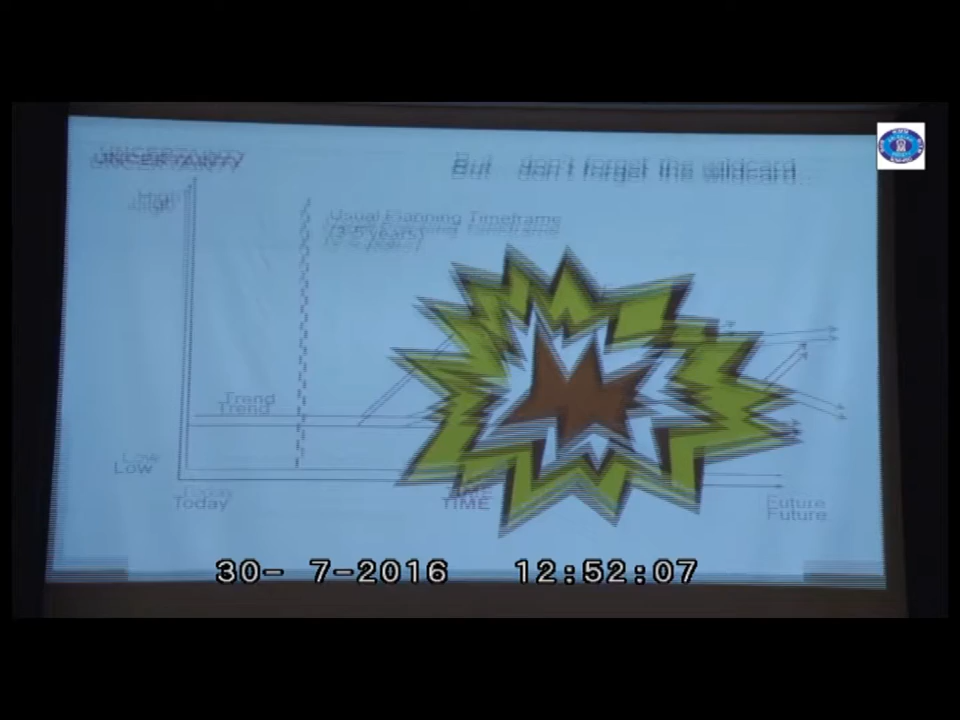 UNCERTAINTY
But... don't forget the wildcard...
High
Usual Planning Timeframe
(3-5 years)
Trend
Low
Today
TIME
Future
30- 7-2016 12:52:07